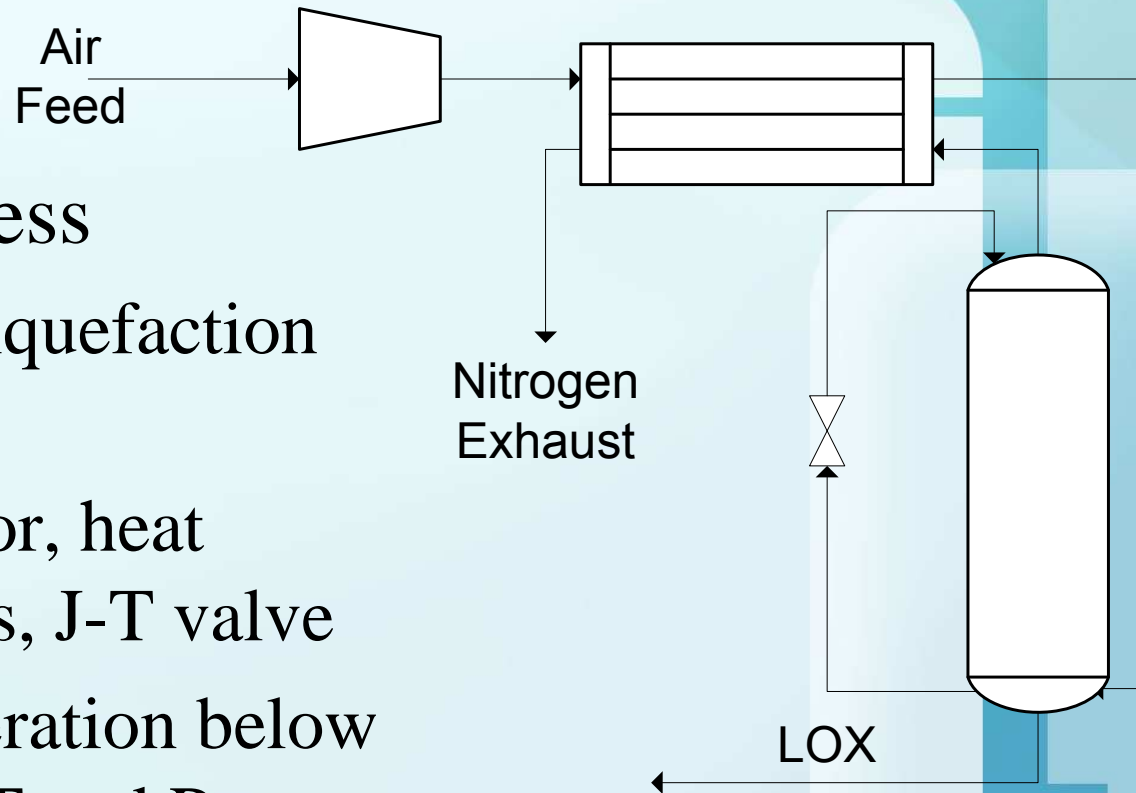 Air
Feed
ess
quefaction
Nitrogen
Exhaust
or, heat
s, J-T valve
ration below
LOX